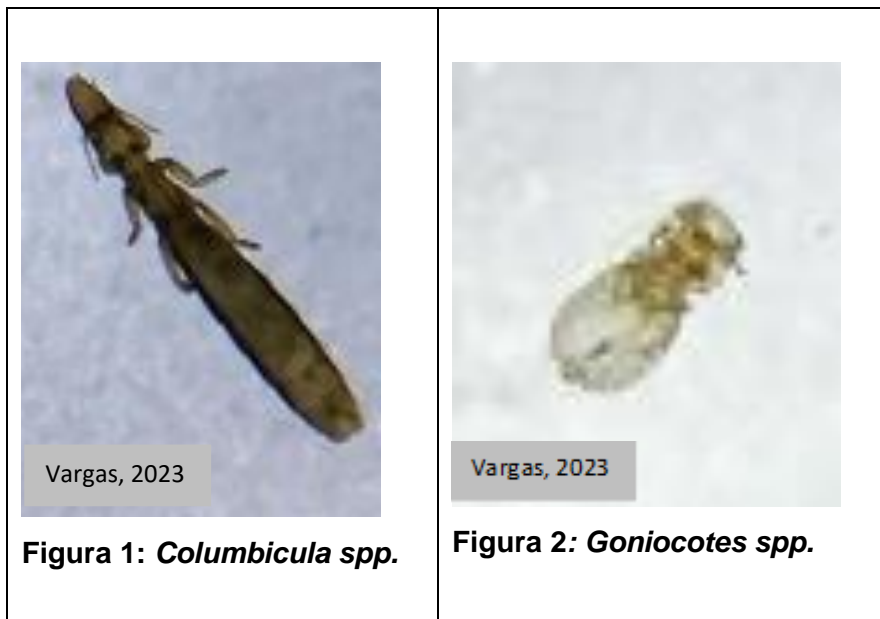 Vargas, 2023
Figura 1: Columbicula spp.
Vargas, 2023
Figura 2: Goniocotes spp.